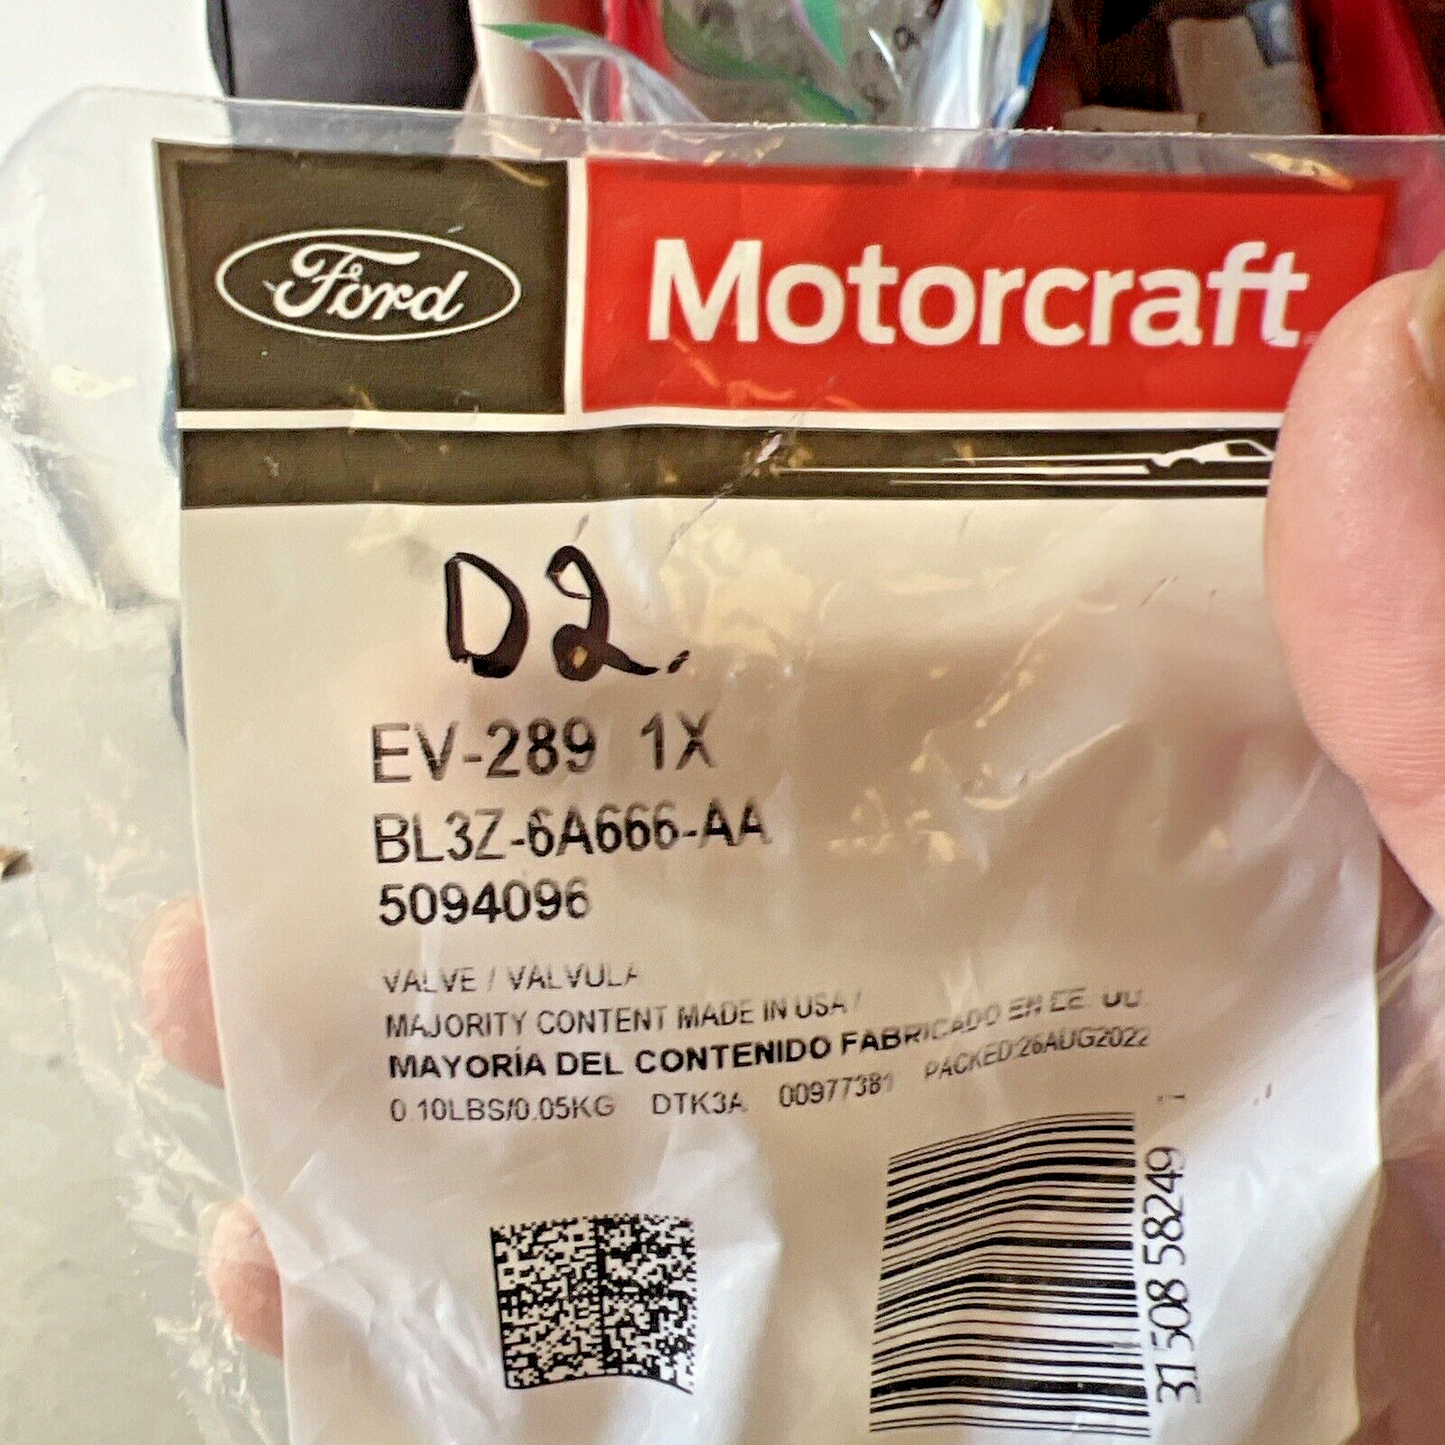 Ford
Motorcraft
D2.
EV-289 1X
BL3Z-6A666-AA
5094096
VALVE / VALVULA
MAJORITY CONTENT MADE IN USA /
MAYORÍA DEL CONTENIDO FABRICADO EN EE. UU.
0.10LBS/0.05KG DTK3A 00977381 PACKED:26AUG2022
31508 58249